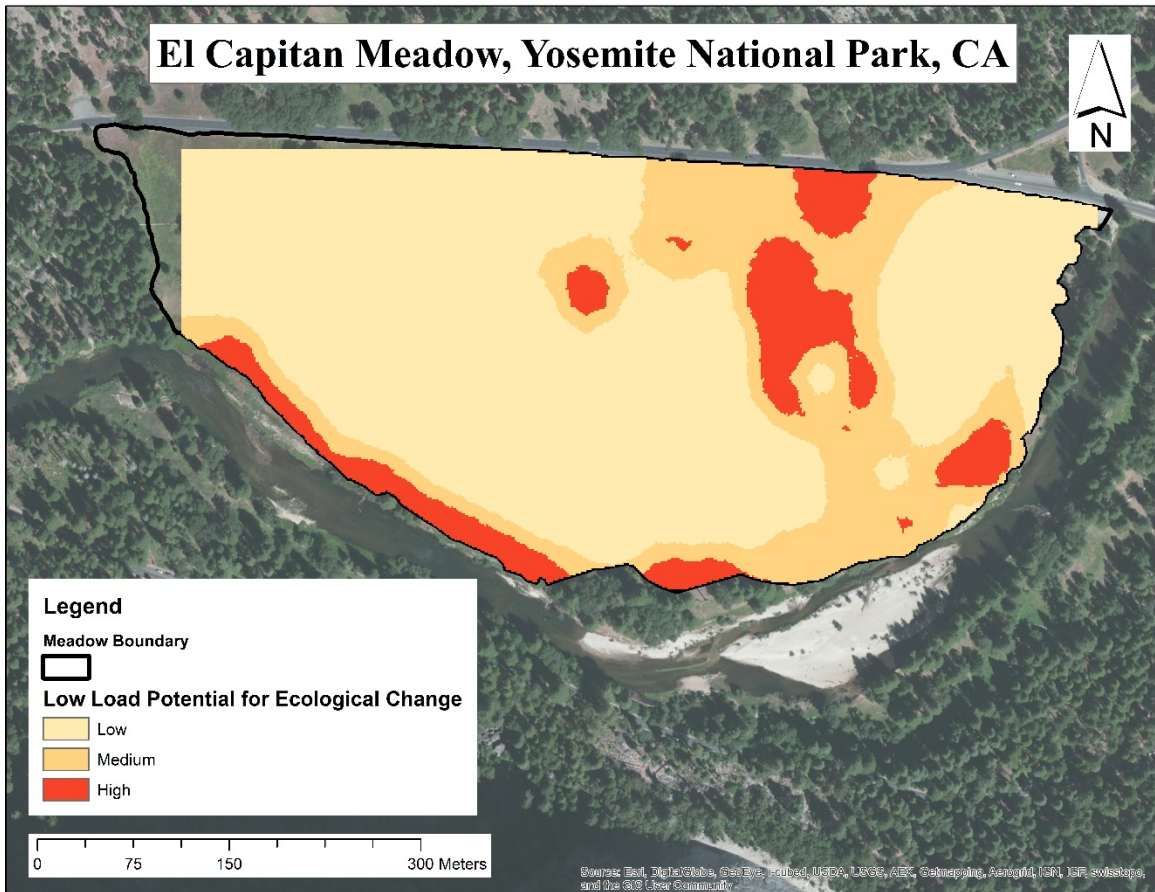 El Capitan Meadow, Yosemite National Park, CA
N
Legend
Meadow Boundary
Low Load Potential for Ecological Change
Low
Medium
High
0 75 150 300 Meters
Source: Esri, DigitalGlobe, GeoEye, i-cubed, USDA, USGS, AEX, Getmapping, Aerogrid, IGN, IGP, swisstopo,
and the GIS User Community